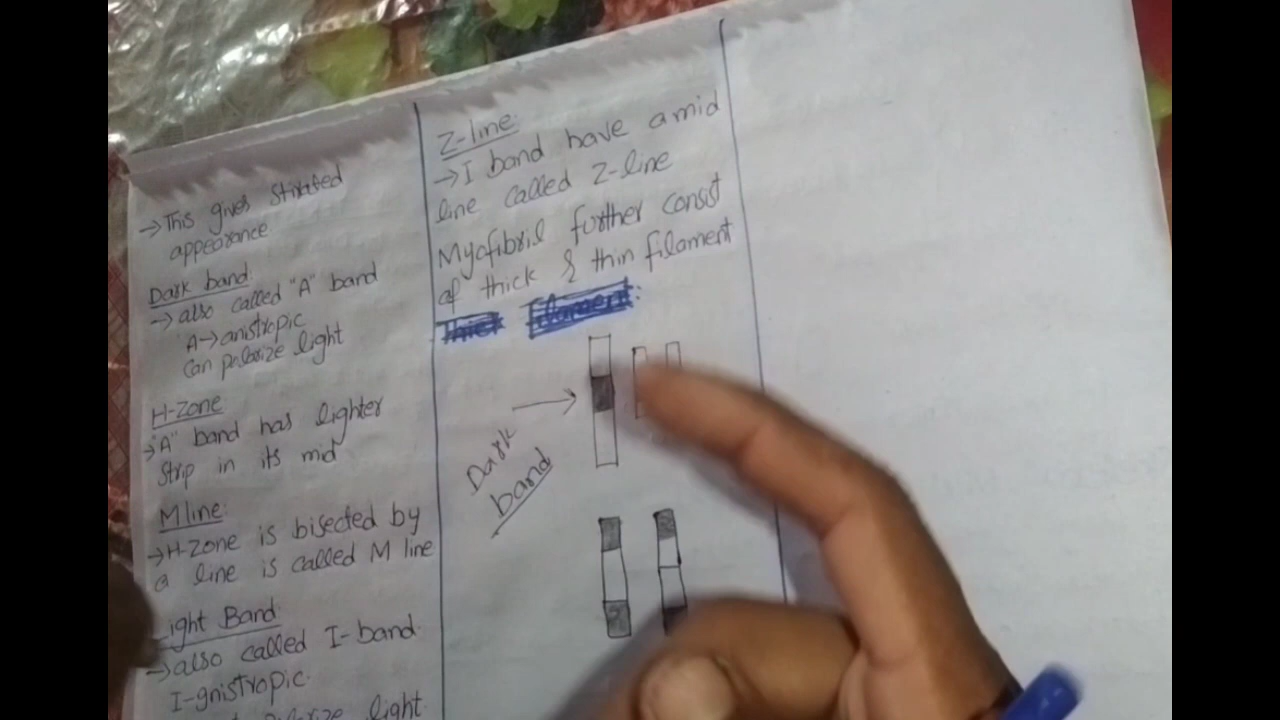 →This gives Striated
appearance
Dark band
→ also called "A" band
A→anistropic
Can polarize light
H-Zone
→"A" band has lighter
Strip in its mid
M line:
→H-Zone is bisected by
a line is called M line
ight Band
→also called I-band.
I-gnistropic.
light
Z-line:
→I band have a mid
line called Z-line
Myofibril further consist
of thick & thin filament
Thick Filament:
Dark
band